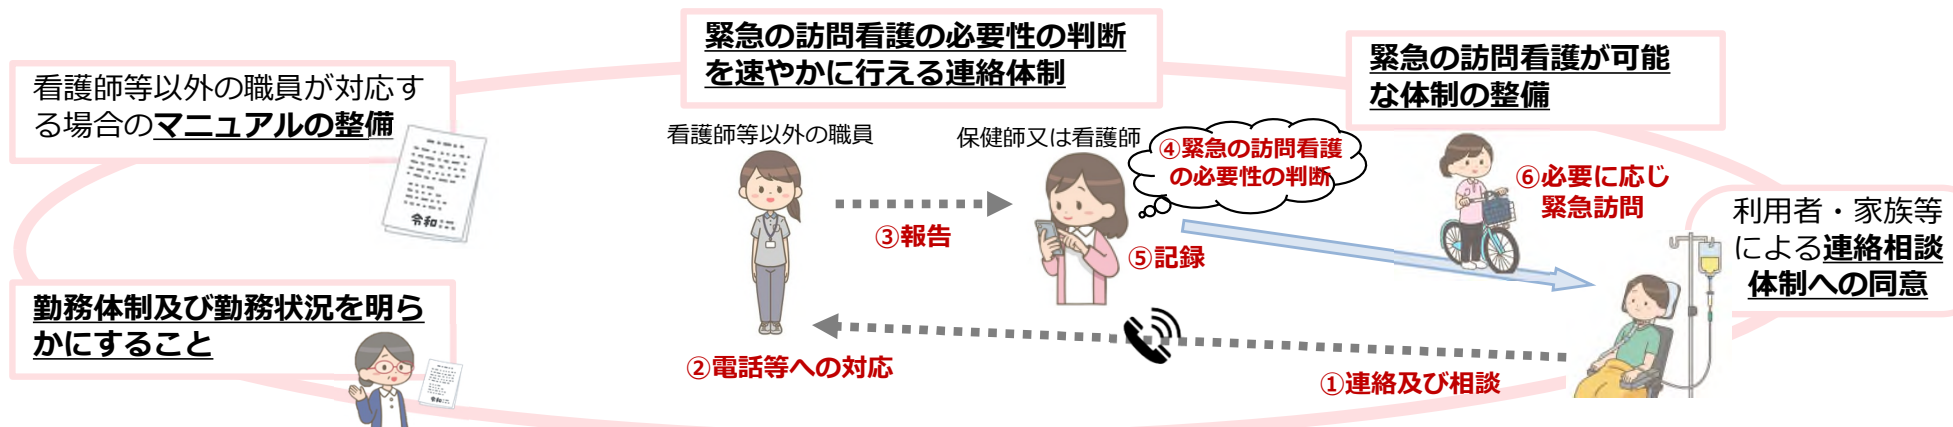 緊急の訪問看護の必要性の判断
を速やかに行える連絡体制
緊急の訪問看護が可能
な体制の整備
看護師等以外の職員が対応す
る場合のマニュアルの整備
看護師等以外の職員
保健師又は看護師
④緊急の訪問看護
の必要性の判断
⑥必要に応じ
緊急訪問
利用者・家族等
による連絡相談
体制への同意
令和
③報告
⑤記録
勤務体制及び勤務状況を明ら
かにすること
②電話等への対応
①連絡及び相談
令和